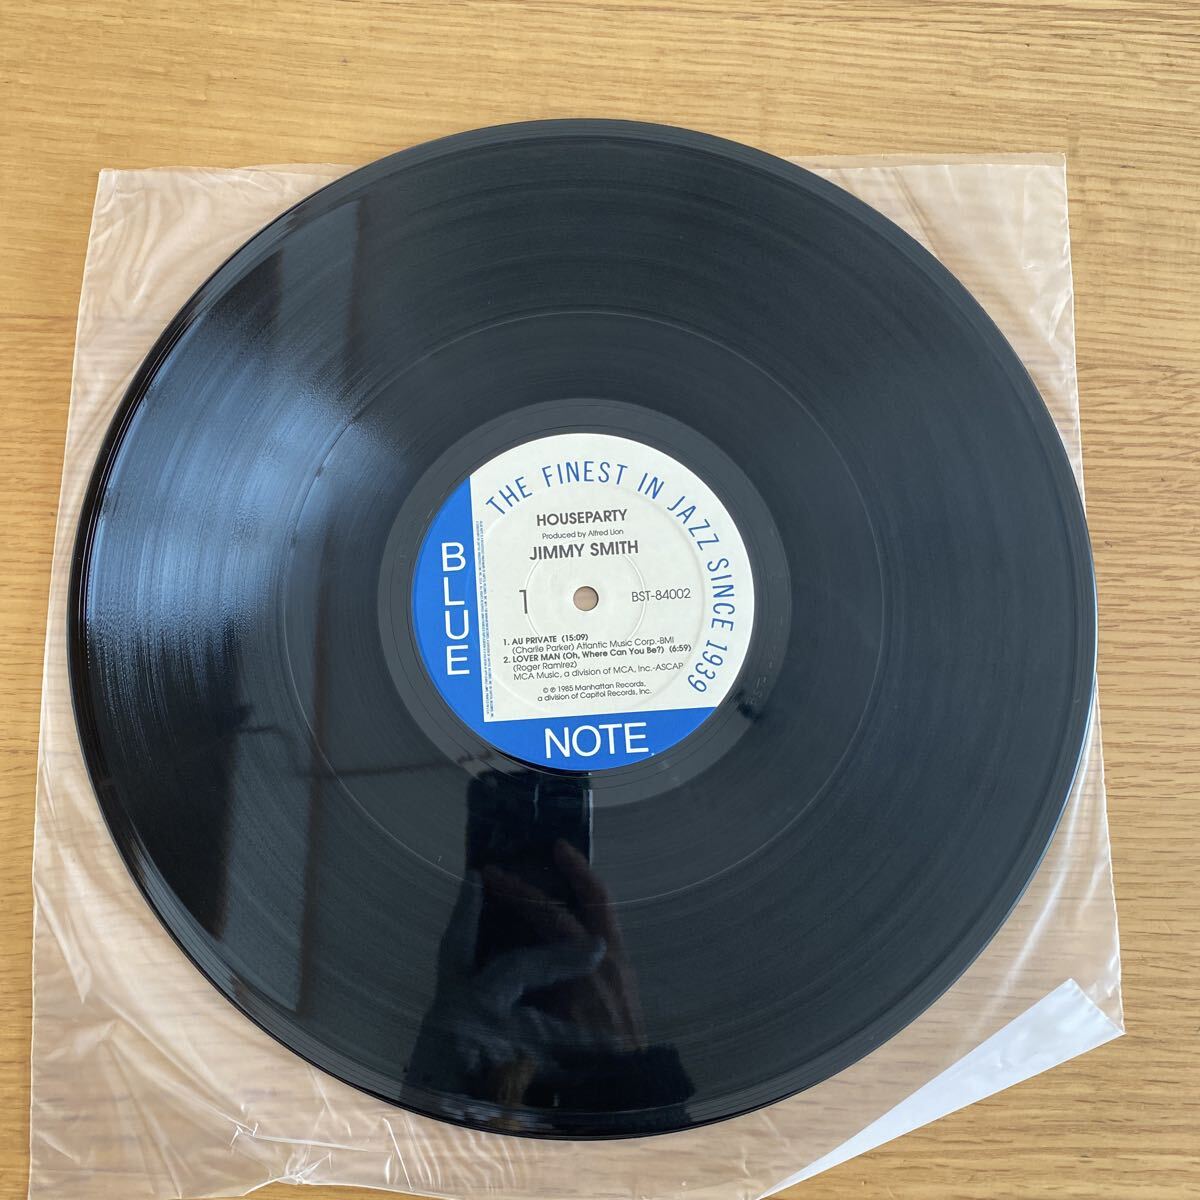 THE FINEST IN JAZZ SINCE 1939
HOUSEPARTY
Produced by Alfred Lion
JIMMY SMITH
1
BST-84002
1. AU PRIVATE (15:09)
(Charlie Parker) Atlantic Music Corp.-BMI
2. LOVER MAN (Oh, Where Can You Be?) (6:59)
(Roger Ramirez)
MCA Music, a division of MCA, Inc.-ASCAP
© ℗ 1985 Manhattan Records,
a division of Capitol Records, Inc.
BLUE
NOTE